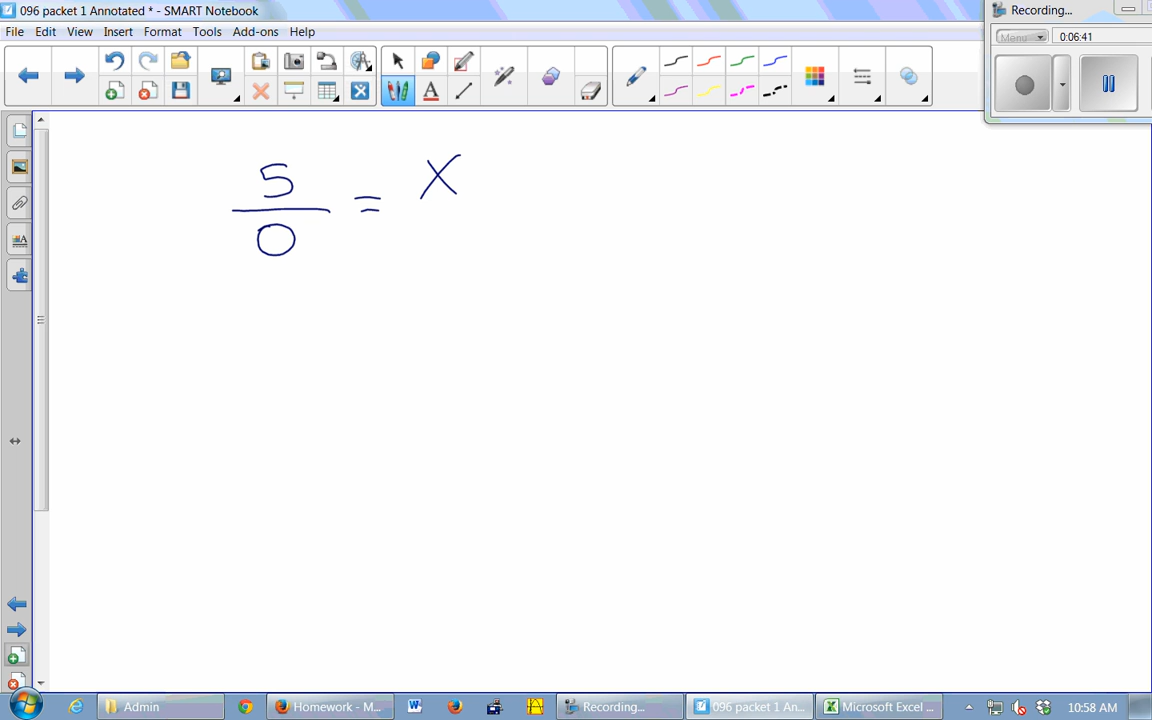 096 packet 1 Annotated * - SMART Notebook
Recording...
File Edit View Insert Format Tools Add-ons Help
Menu
0:06:41
5
0
=
X
Admin
Homework - M...
Recording...
096 packet 1 An...
Microsoft Excel ...
10:58 AM